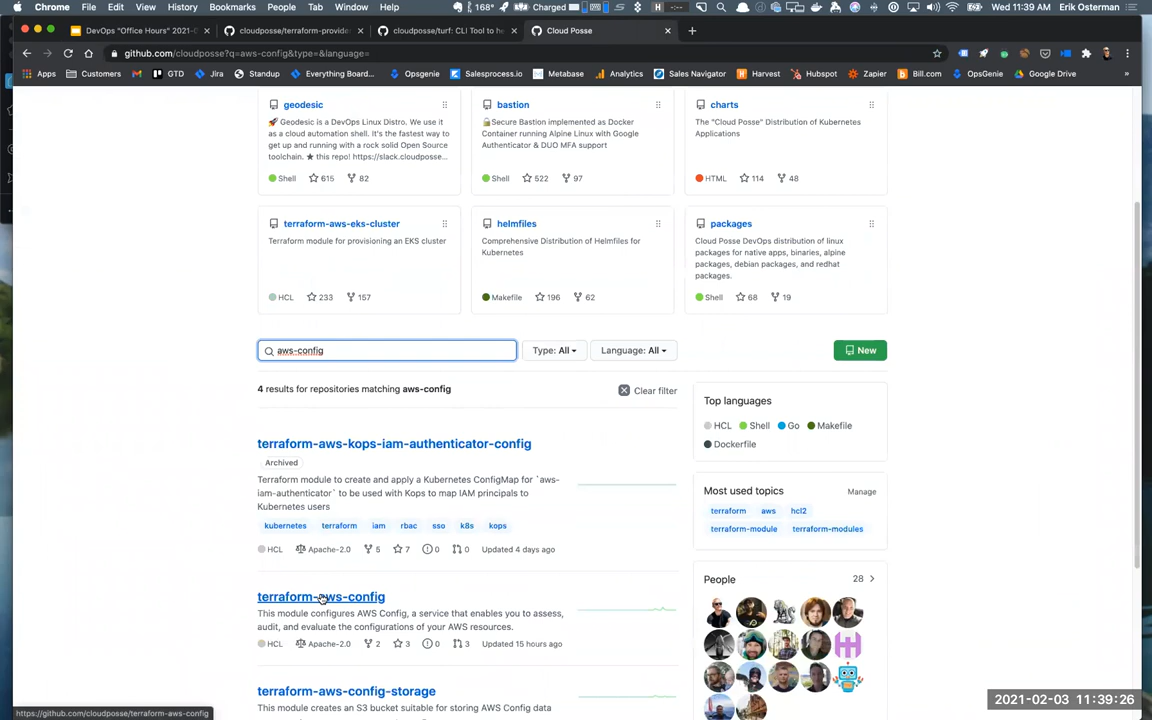 Chrome File Edit View History Bookmarks People Tab Window Help 168° Charged Wed 11:39 AM Erik Osterman
DevOps "Office Hours" 2021-0 × cloudposse/terraform-provide × cloudposse/turf: CLI Tool to he × Cloud Posse ×
github.com/cloudposse?q=aws-config&type=&language=
Apps Customers GTD Jira Standup Everything Board... Opsgenie Salesprocess.io Metabase Analytics Sales Navigator Harvest Hubspot Zapier Bill.com OpsGenie Google Drive »
geodesic
🚀 Geodesic is a DevOps Linux Distro. We use it
as a cloud automation shell. It's the fastest way to
get up and running with a rock solid Open Source
toolchain. ★ this repo! https://slack.cloudposse...
Shell 615 82
bastion
🔒Secure Bastion implemented as Docker
Container running Alpine Linux with Google
Authenticator & DUO MFA support
Shell 522 97
charts
The "Cloud Posse" Distribution of Kubernetes
Applications
HTML 114 48
terraform-aws-eks-cluster
Terraform module for provisioning an EKS cluster
HCL 233 157
helmfiles
Comprehensive Distribution of Helmfiles for
Kubernetes
Makefile 196 62
packages
Cloud Posse DevOps distribution of linux
packages for native apps, binaries, alpine
packages, debian packages, and redhat
packages.
Shell 68 19
aws-config Type: All Language: All New
4 results for repositories matching aws-config Clear filter
terraform-aws-kops-iam-authenticator-config
Archived
Terraform module to create and apply a Kubernetes ConfigMap for `aws-
iam-authenticator` to be used with Kops to map IAM principals to
Kubernetes users
kubernetes terraform iam rbac sso k8s kops
HCL Apache-2.0 5 7 0 0 Updated 4 days ago
terraform-aws-config
This module configures AWS Config, a service that enables you to assess,
audit, and evaluate the configurations of your AWS resources.
HCL Apache-2.0 2 3 0 3 Updated 15 hours ago
terraform-aws-config-storage
This module creates an S3 bucket suitable for storing AWS Config data
Top languages
HCL Shell Go Makefile
Dockerfile
Most used topics Manage
terraform aws hcl2
terraform-module terraform-modules
People 28
https://github.com/cloudposse/terraform-aws-config
2021-02-03 11:39:26